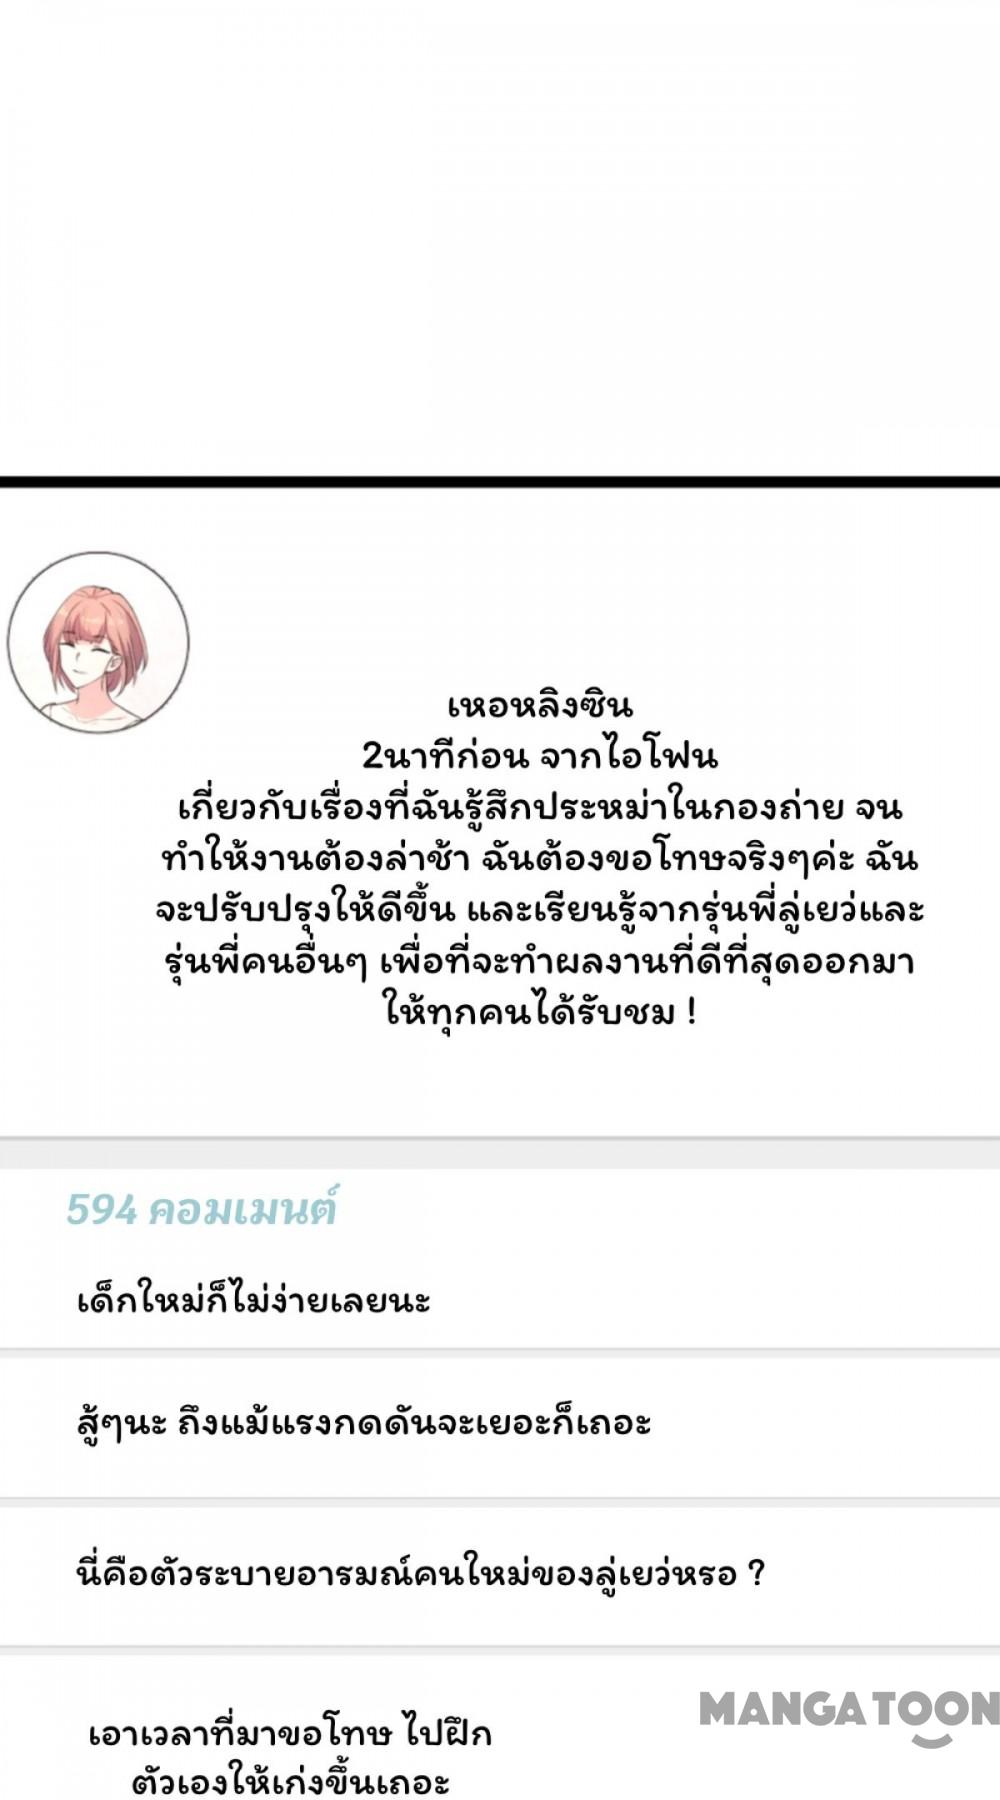 เหอหลิงซิน
2นาทีก่อน จากไอโฟน
เกี่ยวกับเรื่องที่ฉันรู้สึกประหม่าในกองถ่าย จน
ทำให้งานต้องล่าช้า ฉันต้องขอโทษจริงๆค่ะ ฉัน
จะปรับปรุงให้ดีขึ้น และเรียนรู้จากรุ่นพี่ลู่เยว่และ
รุ่นพี่คนอื่นๆ เพื่อที่จะทำผลงานที่ดีที่สุดออกมา
ให้ทุกคนได้รับชม !
594 คอมเมนต์
เด็กใหม่ก็ไม่ง่ายเลยนะ
สู้ๆนะ ถึงแม้แรงกดดันจะเยอะก็เถอะ
นี่คือตัวระบายอารมณ์คนใหม่ของลู่เยว่หรอ ?
MANGATOON
เอาเวลาที่มาขอโทษ ไปฝึก
ตัวเองให้เก่งขึ้นเถอะ